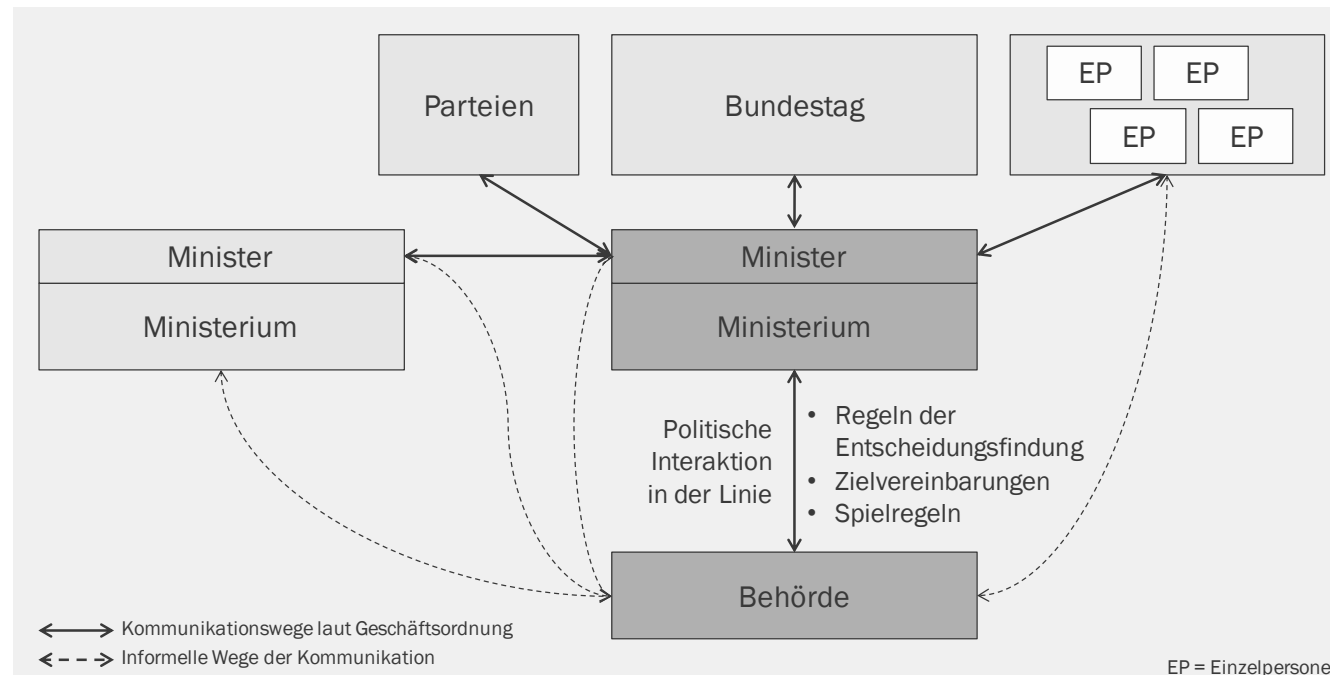 Parteien
Bundestag
EP
EP
EP
EP
Minister
Ministerium
Minister
Ministerium
Politische
Interaktion
in der Linie
• Regeln der
Entscheidungsfindung
• Zielvereinbarungen
• Spielregeln
Behörde
Kommunikationswege laut Geschäftsordnung
Informelle Wege der Kommunikation
EP = Einzelpersone